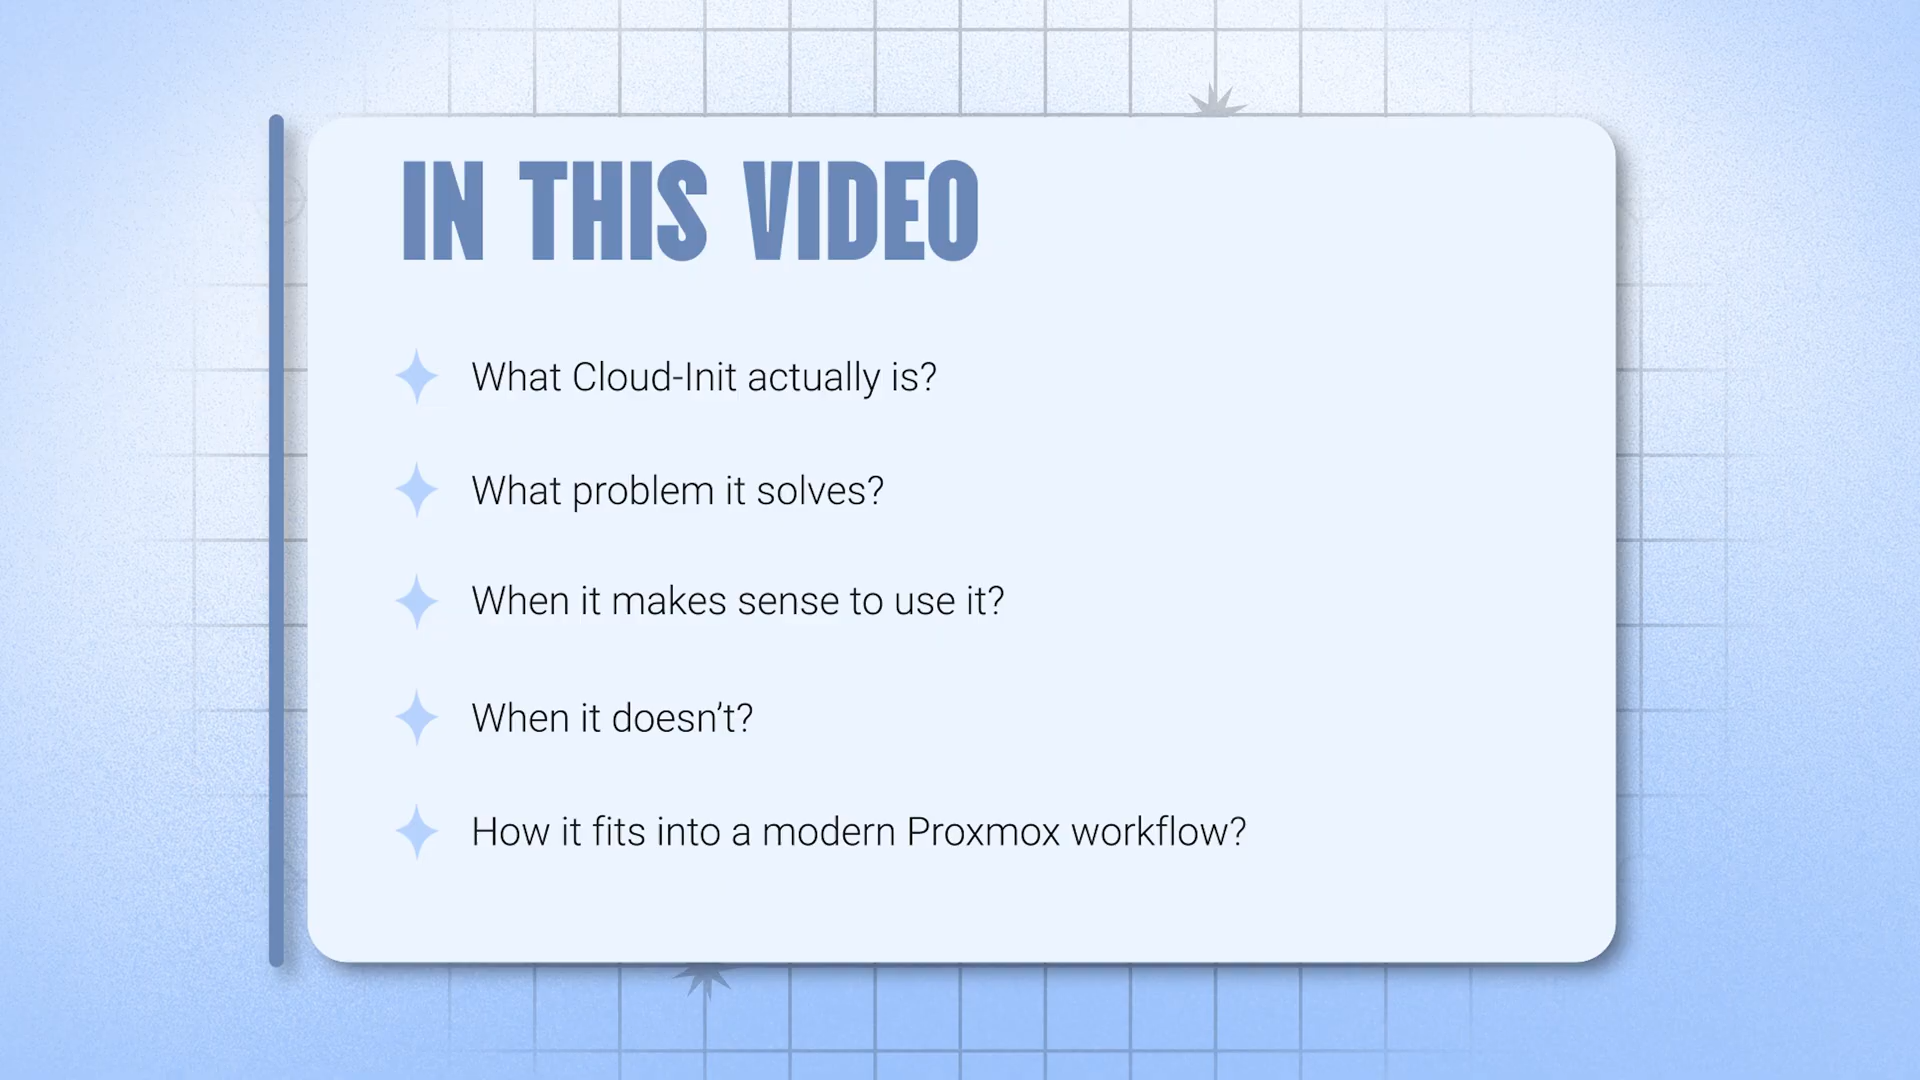 IN THIS VIDEO
What Cloud-Init actually is?
What problem it solves?
When it makes sense to use it?
When it doesn’t?
How it fits into a modern Proxmox workflow?